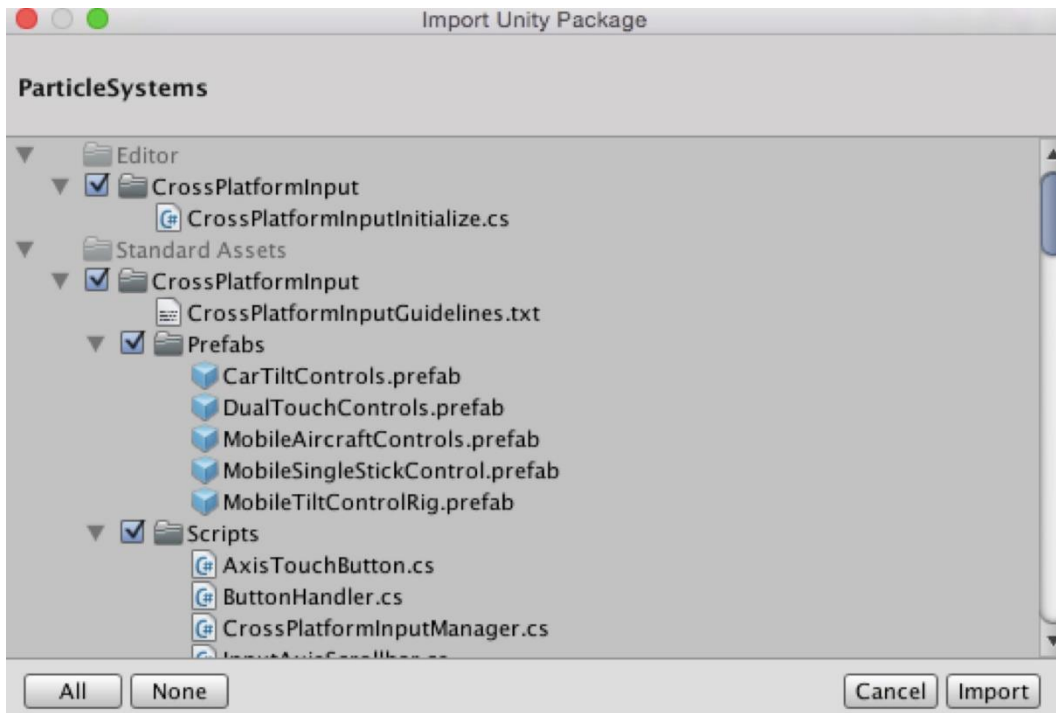 Import Unity Package
ParticleSystems
Editor
CrossPlatformInput
CrossPlatformInputInitialize.cs
Standard Assets
CrossPlatformInput
CrossPlatformInputGuidelines.txt
Prefabs
CarTiltControls.prefab
DualTouchControls.prefab
MobileAircraftControls.prefab
MobileSingleStickControl.prefab
MobileTiltControlRig.prefab
Scripts
AxisTouchButton.cs
ButtonHandler.cs
CrossPlatformInputManager.cs
All None Cancel Import